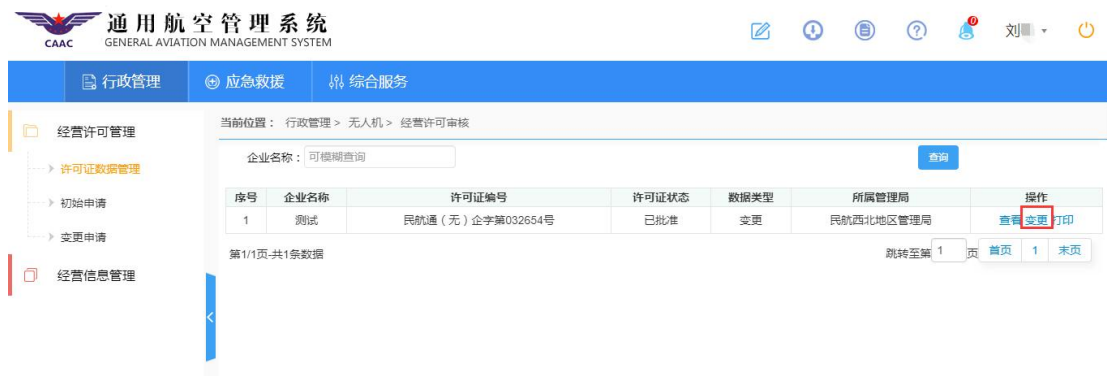 通用航空管理系统
CAAC GENERAL AVIATION MANAGEMENT SYSTEM
0 刘
行政管理 应急救援 综合服务
经营许可管理
许可证数据管理
初始申请
变更申请
经营信息管理
当前位置： 行政管理 > 无人机 > 经营许可审核
企业名称： 可模糊查询 查询
序号 企业名称 许可证编号 许可证状态 数据类型 所属管理局 操作
1 测试 民航通（无）企字第032654号 已批准 变更 民航西北地区管理局 查看 变更 打印
第1/1页-共1条数据 跳转至第 1 页 首页 1 末页